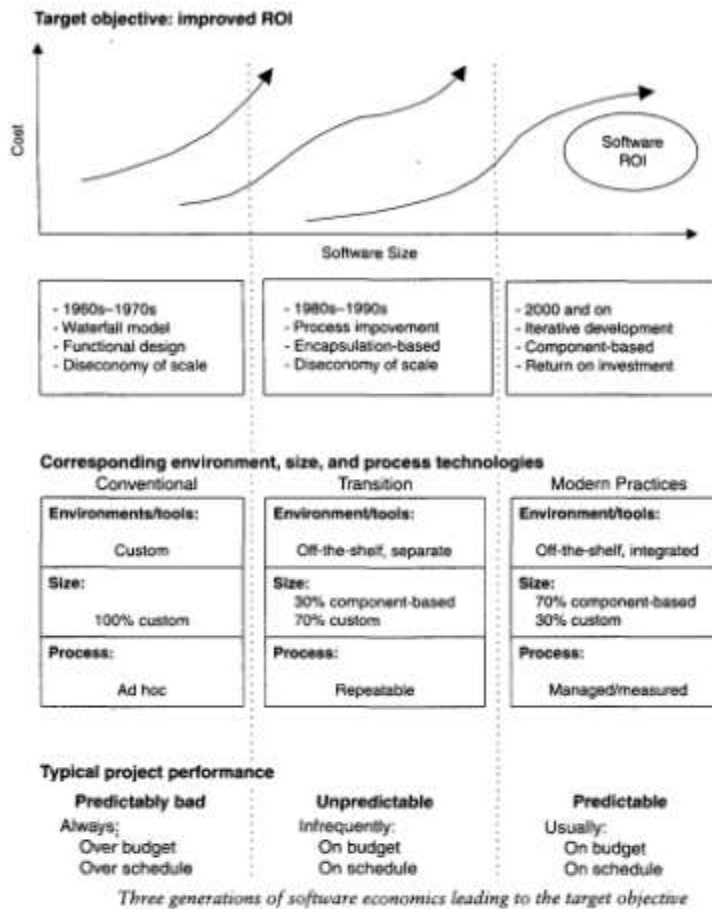 Target objective: improved ROI
Cost
Software
ROI
Software Size
- 1960s–1970s
- Waterfall model
- Functional design
- Diseconomy of scale
- 1980s–1990s
- Process impovement
- Encapsulation-based
- Diseconomy of scale
- 2000 and on
- Iterative development
- Component-based
- Return on investment
Corresponding environment, size, and process technologies
Conventional
Environments/tools:
Custom
Size:
100% custom
Process:
Ad hoc
Transition
Environment/tools:
Off-the-shelf, separate
Size:
30% component-based
70% custom
Process:
Repeatable
Modern Practices
Environment/tools:
Off-the-shelf, integrated
Size:
70% component-based
30% custom
Process:
Managed/measured
Typical project performance
Predictably bad
Always:
Over budget
Over schedule
Unpredictable
Infrequently:
On budget
On schedule
Predictable
Usually:
On budget
On schedule
Three generations of software economics leading to the target objective